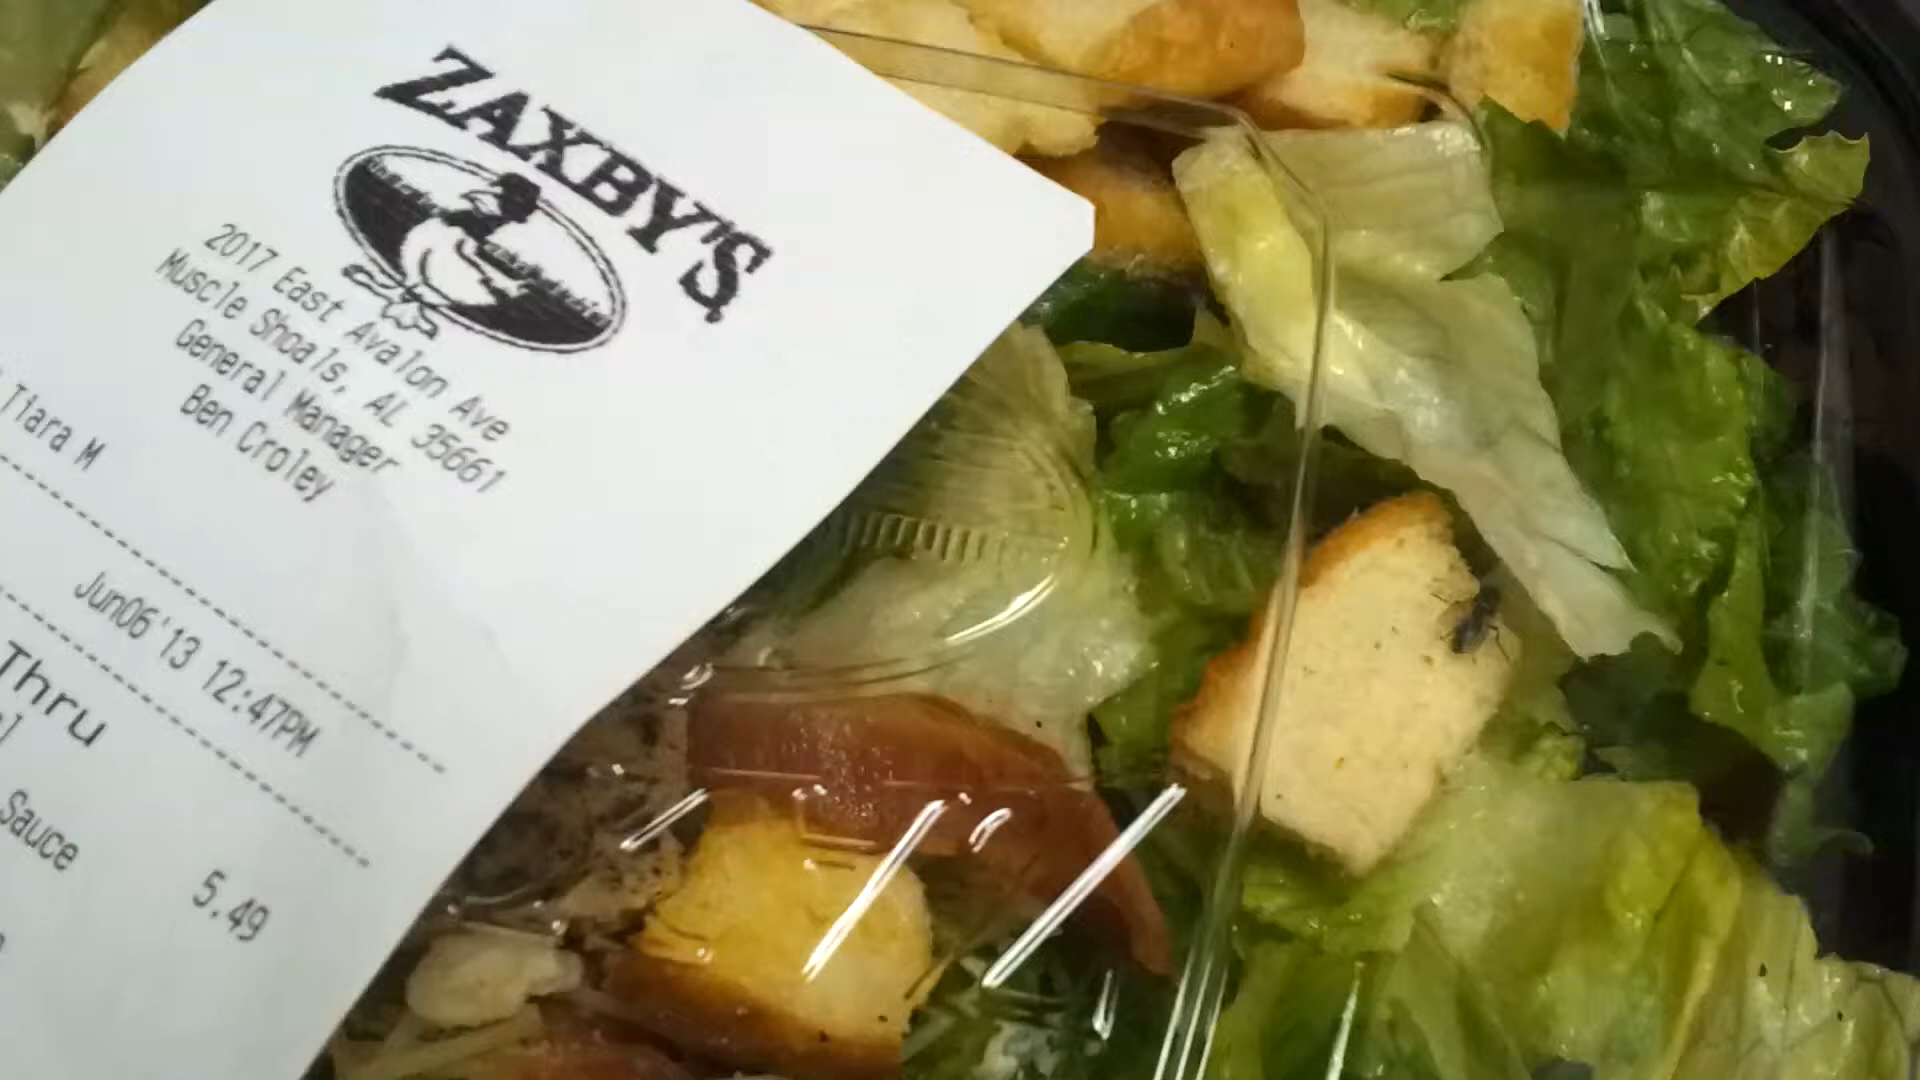 ZAXBY'S
2017 East Avalon Ave
Muscle Shoals, AL 35661
General Manager
Ben Croley
Tiara M
Jun06'13 12:47PM
Thru
Sauce
5.49